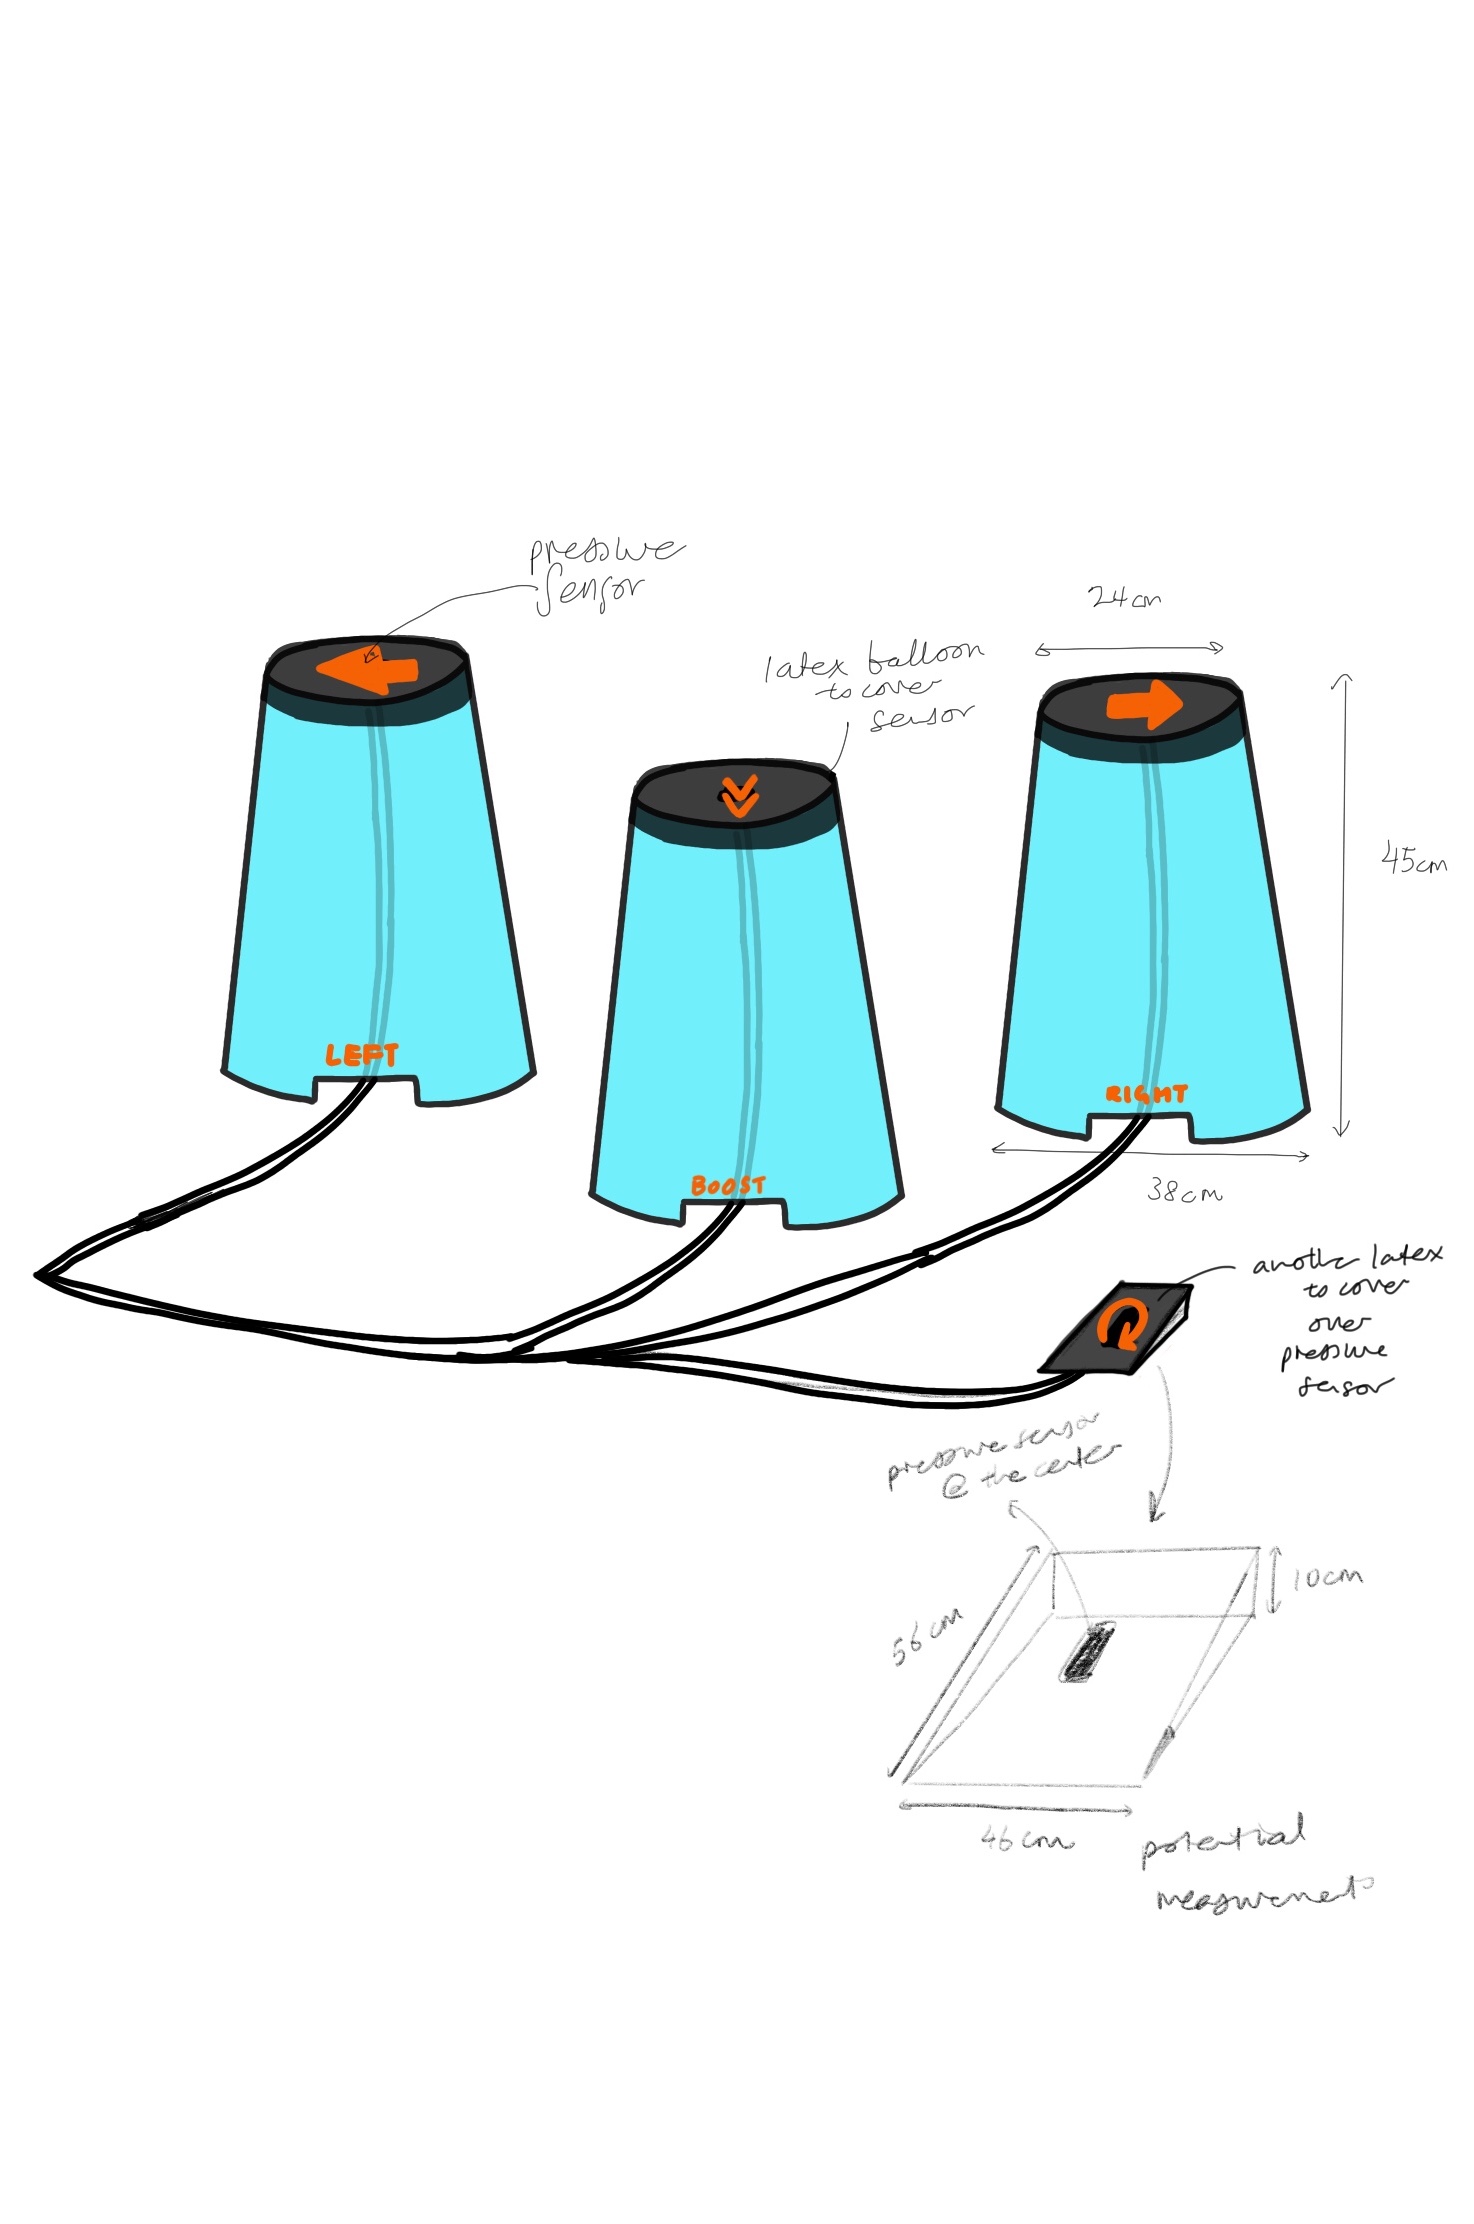 pressure
sensor
24cm
latex balloon
to cover
sensor
45cm
LEFT
RIGHT
BOOST
38cm
another latex
to cover
over
pressure
sensor
pressure sensor
@ the center
10cm
56cm
46cm
potential
measurements